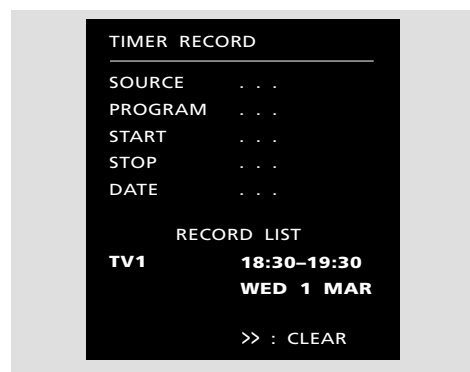 TIMER RECORD
SOURCE . . .
PROGRAM . . .
START . . .
STOP . . .
DATE . . .
RECORD LIST
TV1 18:30–19:30
WED 1 MAR
>> : CLEAR